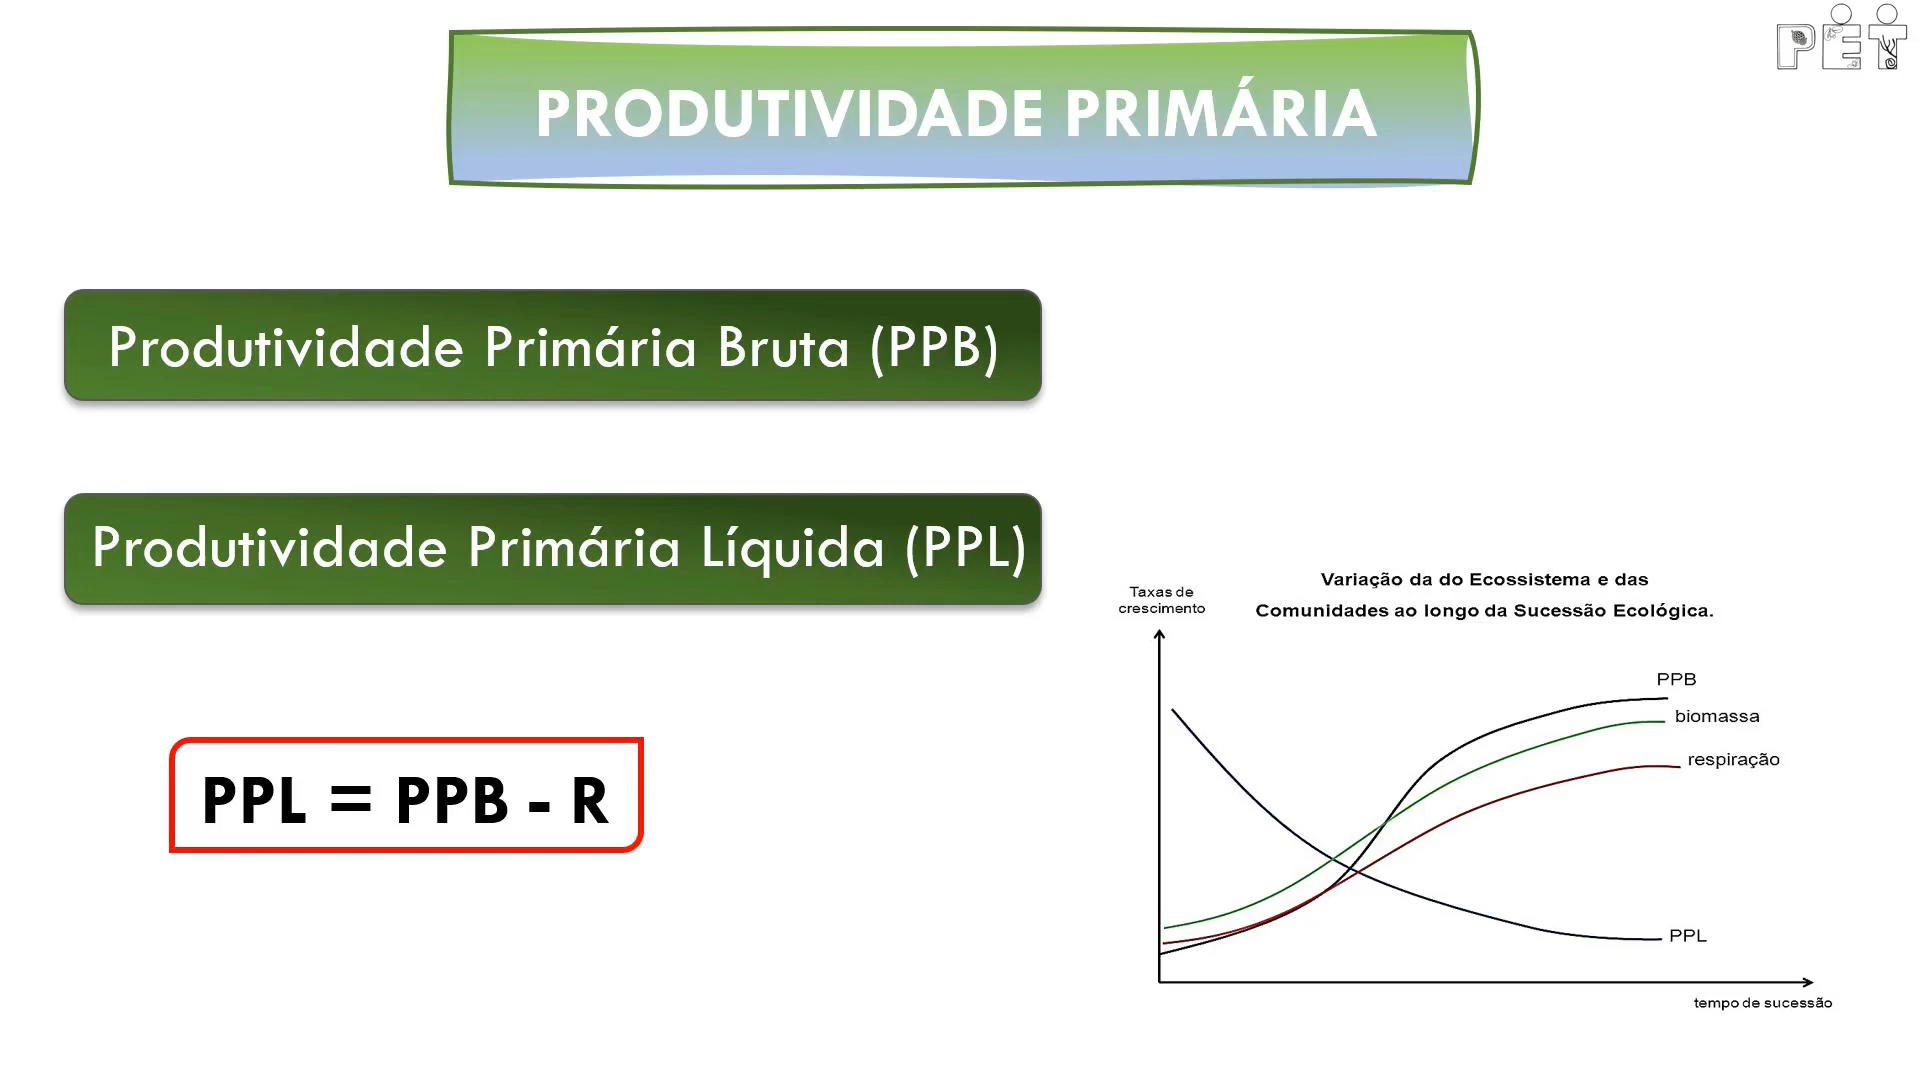 PET
PRODUTIVIDADE PRIMÁRIA
Produtividade Primária Bruta (PPB)
Produtividade Primária Líquida (PPL)
PPL = PPB - R
Variação da do Ecossistema e das
Comunidades ao longo da Sucessão Ecológica.
Taxas de
crescimento
PPB
biomassa
respiração
PPL
tempo de sucessão